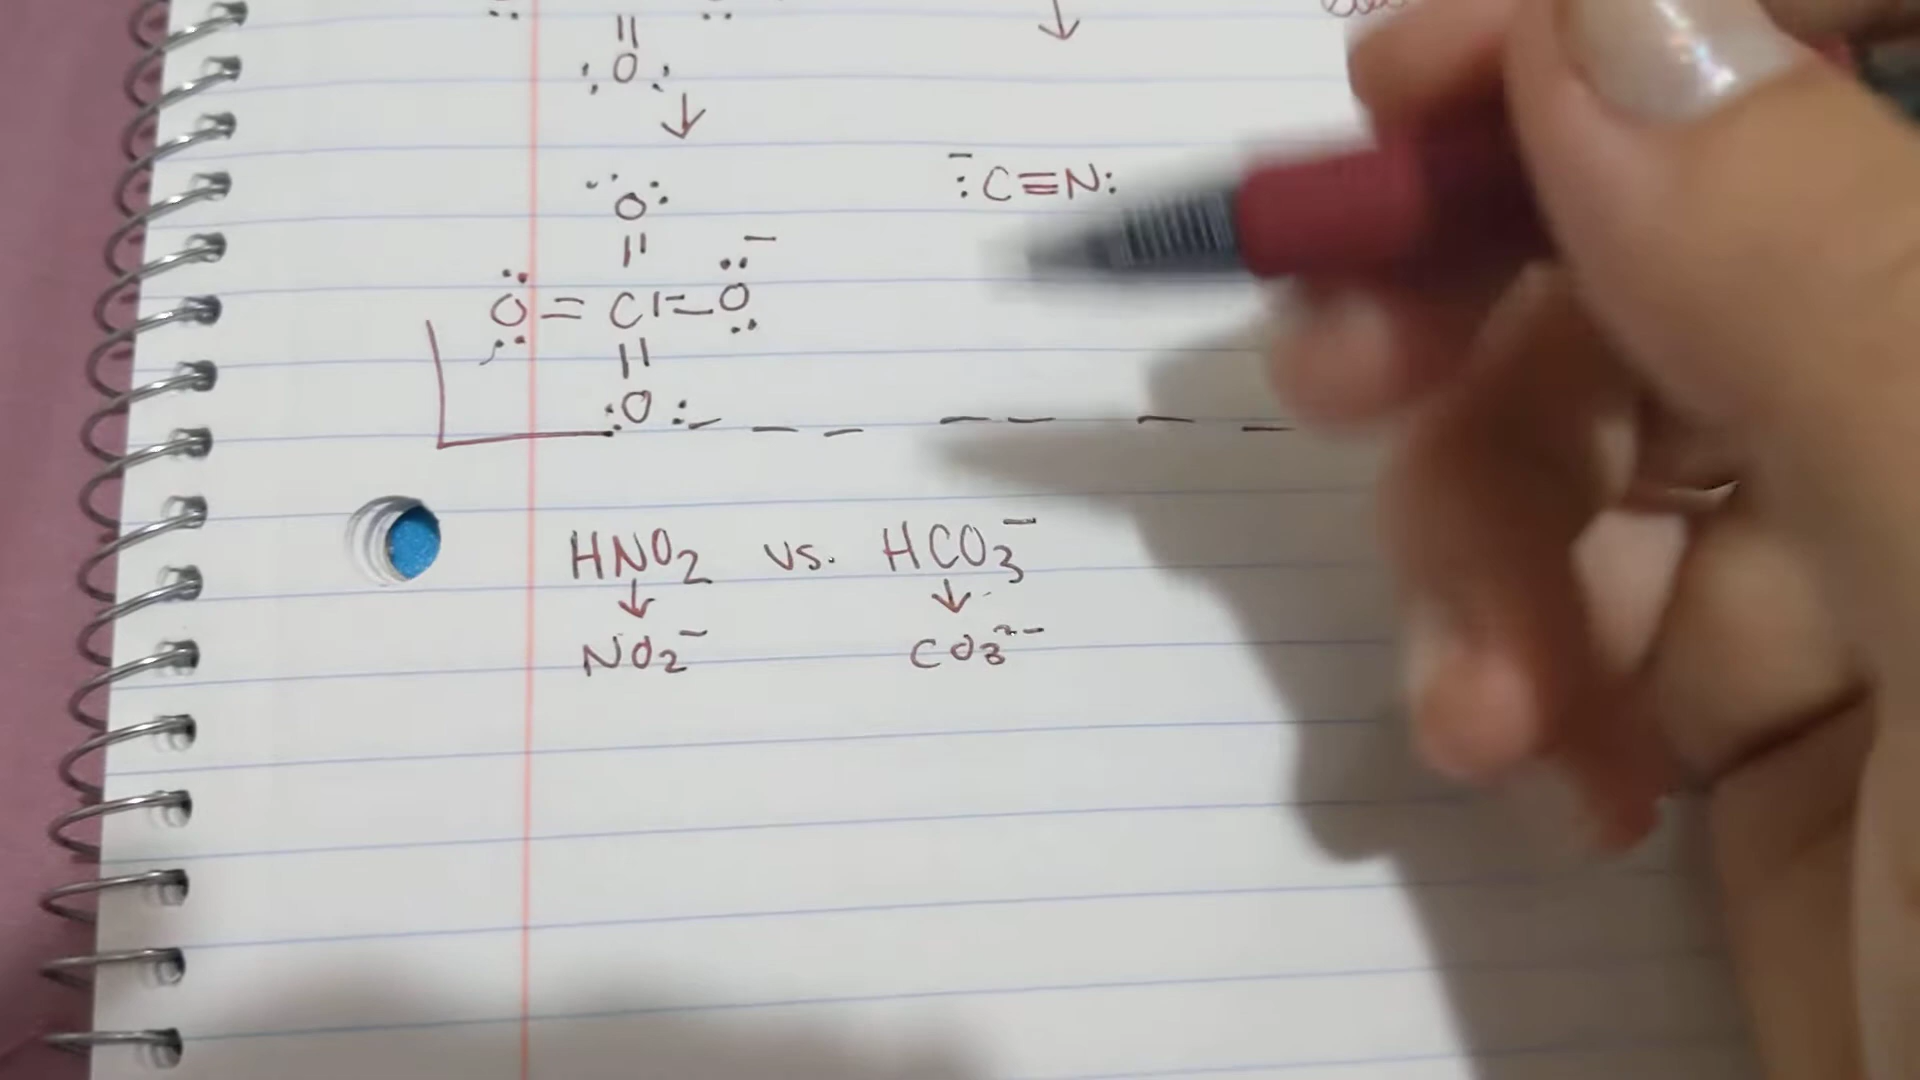 ||
:O:
↓
:O:
||
⁻:C≡N:
O=Cl=O⁻
||
:O:
HNO₂ vs. HCO₃⁻
↓ ↓
NO₂⁻ CO₃²⁻